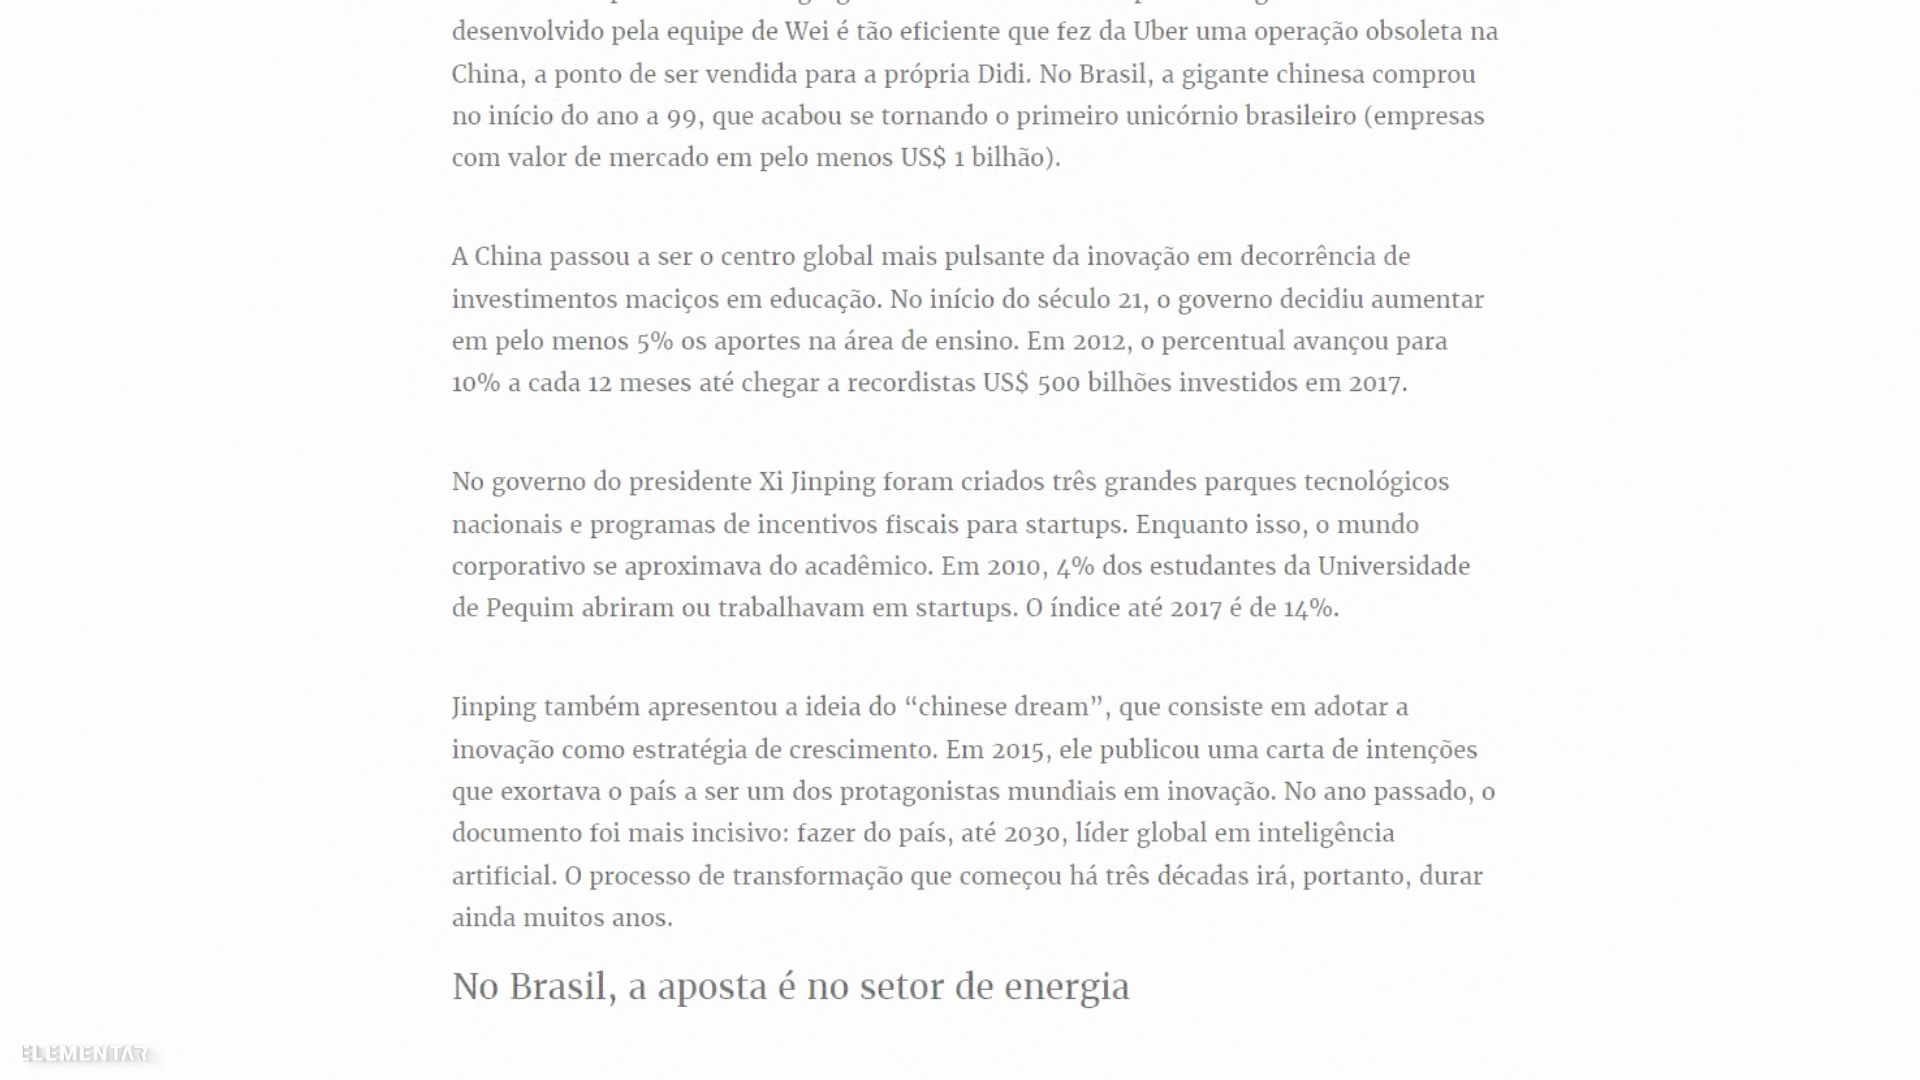 desenvolvido pela equipe de Wei é tão eficiente que fez da Uber uma operação obsoleta na
China, a ponto de ser vendida para a própria Didi. No Brasil, a gigante chinesa comprou
no início do ano a 99, que acabou se tornando o primeiro unicórnio brasileiro (empresas
com valor de mercado em pelo menos US$ 1 bilhão).
A China passou a ser o centro global mais pulsante da inovação em decorrência de
investimentos maciços em educação. No início do século 21, o governo decidiu aumentar
em pelo menos 5% os aportes na área de ensino. Em 2012, o percentual avançou para
10% a cada 12 meses até chegar a recordistas US$ 500 bilhões investidos em 2017.
No governo do presidente Xi Jinping foram criados três grandes parques tecnológicos
nacionais e programas de incentivos fiscais para startups. Enquanto isso, o mundo
corporativo se aproximava do acadêmico. Em 2010, 4% dos estudantes da Universidade
de Pequim abriram ou trabalhavam em startups. O índice até 2017 é de 14%.
Jinping também apresentou a ideia do “chinese dream”, que consiste em adotar a
inovação como estratégia de crescimento. Em 2015, ele publicou uma carta de intenções
que exortava o país a ser um dos protagonistas mundiais em inovação. No ano passado, o
documento foi mais incisivo: fazer do país, até 2030, líder global em inteligência
artificial. O processo de transformação que começou há três décadas irá, portanto, durar
ainda muitos anos.
No Brasil, a aposta é no setor de energia
ELEMENTAR